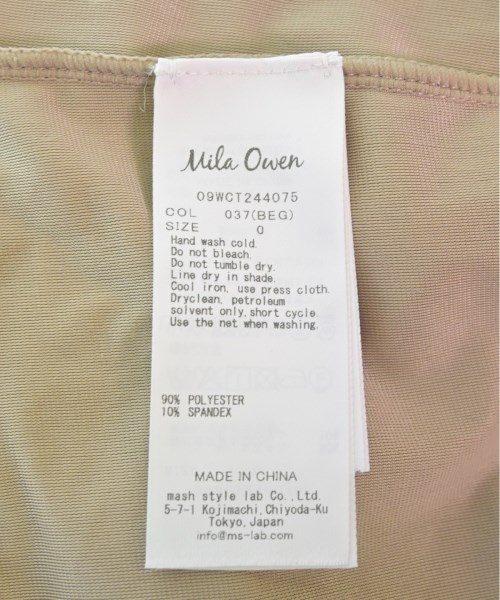 Mila Owen
09WCT244075
COL 037(BEG)
SIZE 0
Hand wash cold.
Do not bleach.
Do not tumble dry.
Line dry in shade.
Cool iron, use press cloth.
Dryclean, petroleum
solvent only, short cycle.
Use the net when washing.
90% POLYESTER
10% SPANDEX
MADE IN CHINA
mash style lab Co.,Ltd.
5-7-1 Kojimachi,Chiyoda-Ku
Tokyo,Japan
info@ms-lab.com